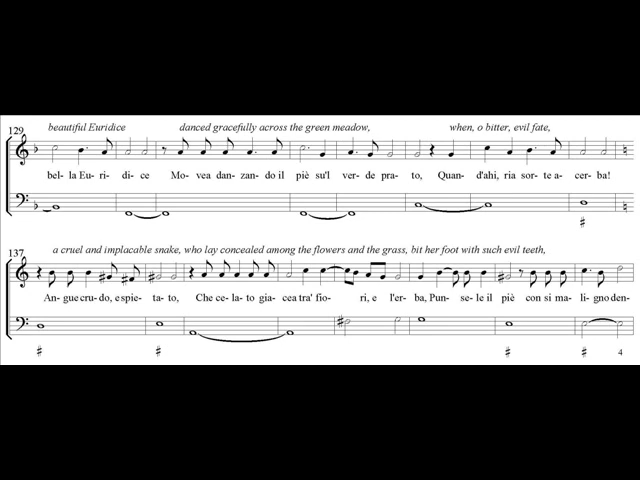 beautiful Euridice danced gracefully across the green meadow, when, o bitter, evil fate,
129
bel- la Eu- ri- di- ce Mo- vea dan- zan- do il piè su'l ver- de pra- to, Quan- d'ahi, ria sor- te a- cer- ba!
a cruel and implacable snake, who lay concealed among the flowers and the grass, bit her foot with such evil teeth,
137
An- gue cru- do, e spie- ta- to, Che ce- la- to gia- cea tra' fio- ri, e l'er- ba, Pun- se- le il piè con si ma- li- gno den-
4